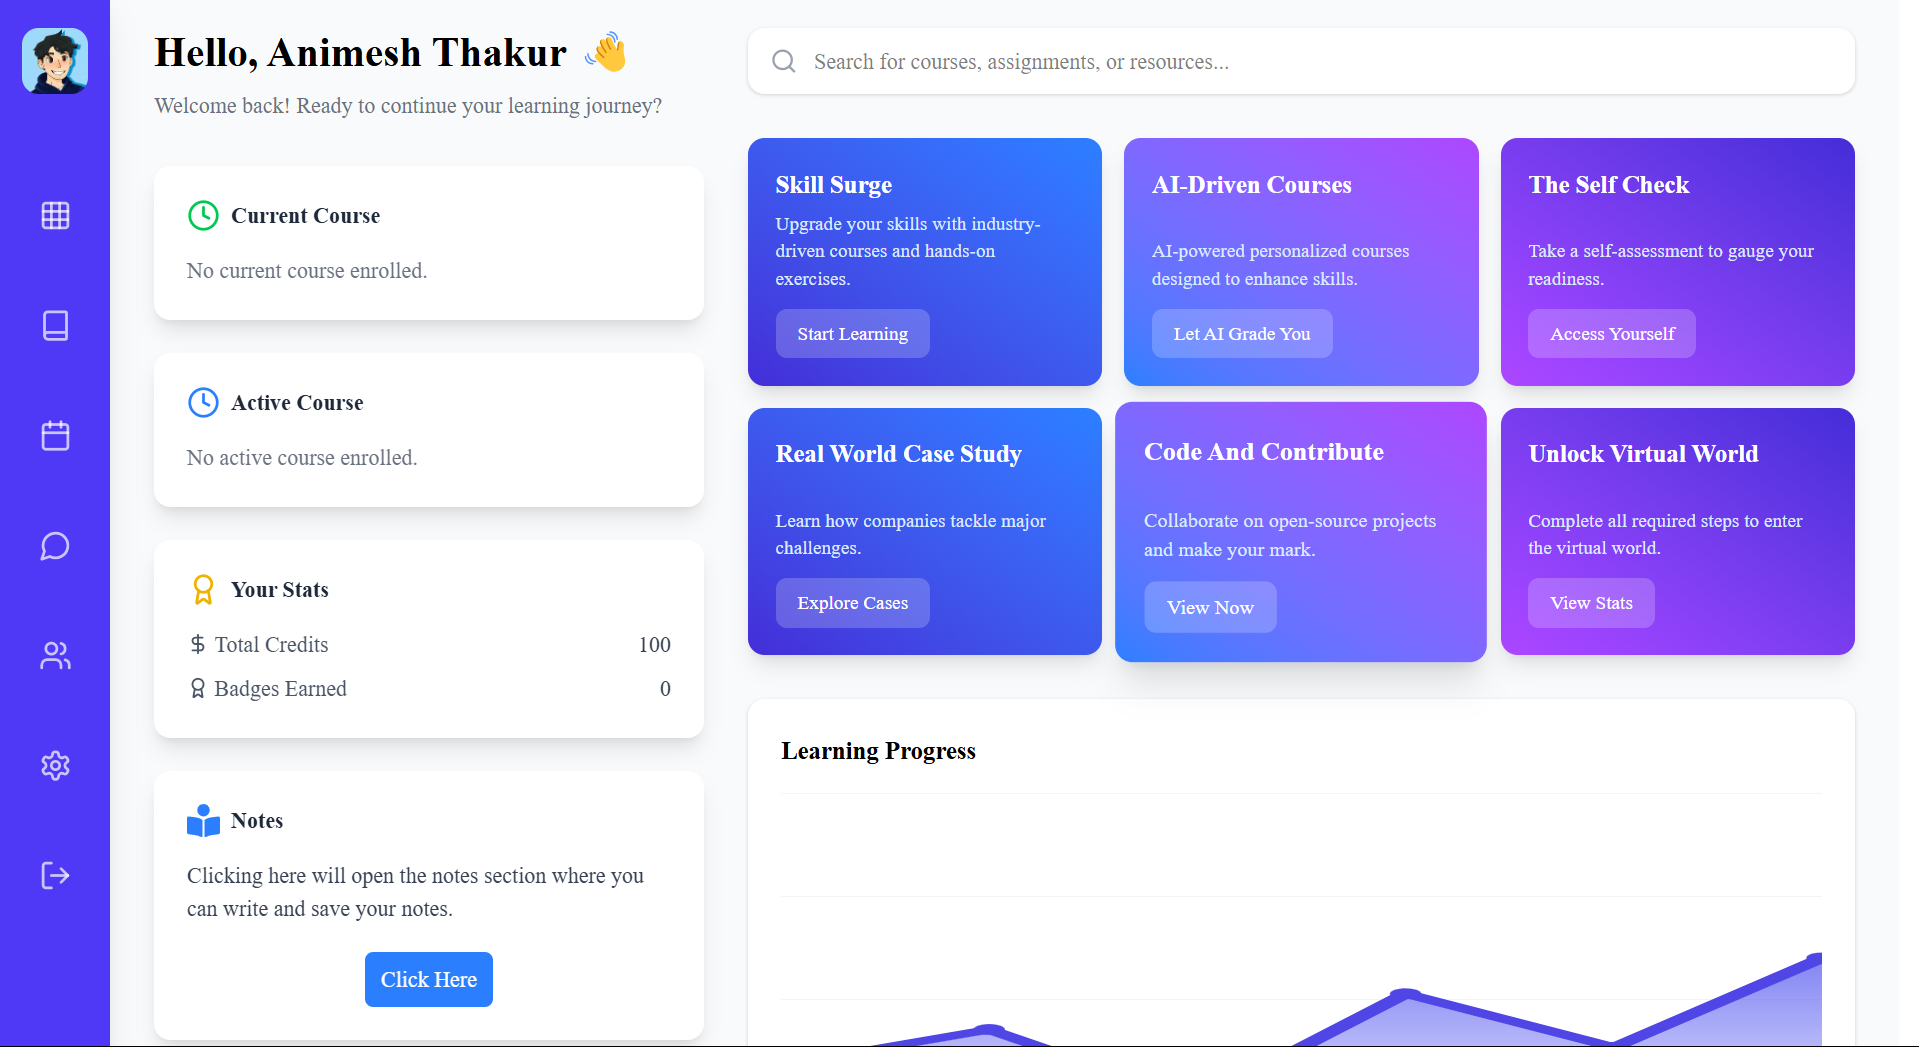 Hello, Animesh Thakur 👋
Welcome back! Ready to continue your learning journey?
Current Course
No current course enrolled.
Active Course
No active course enrolled.
Your Stats
$ Total Credits 100
Badges Earned 0
Notes
Clicking here will open the notes section where you
can write and save your notes.
Click Here
Search for courses, assignments, or resources...
Skill Surge
Upgrade your skills with industry-
driven courses and hands-on
exercises.
Start Learning
AI-Driven Courses
AI-powered personalized courses
designed to enhance skills.
Let AI Grade You
The Self Check
Take a self-assessment to gauge your
readiness.
Access Yourself
Real World Case Study
Learn how companies tackle major
challenges.
Explore Cases
Code And Contribute
Collaborate on open-source projects
and make your mark.
View Now
Unlock Virtual World
Complete all required steps to enter
the virtual world.
View Stats
Learning Progress